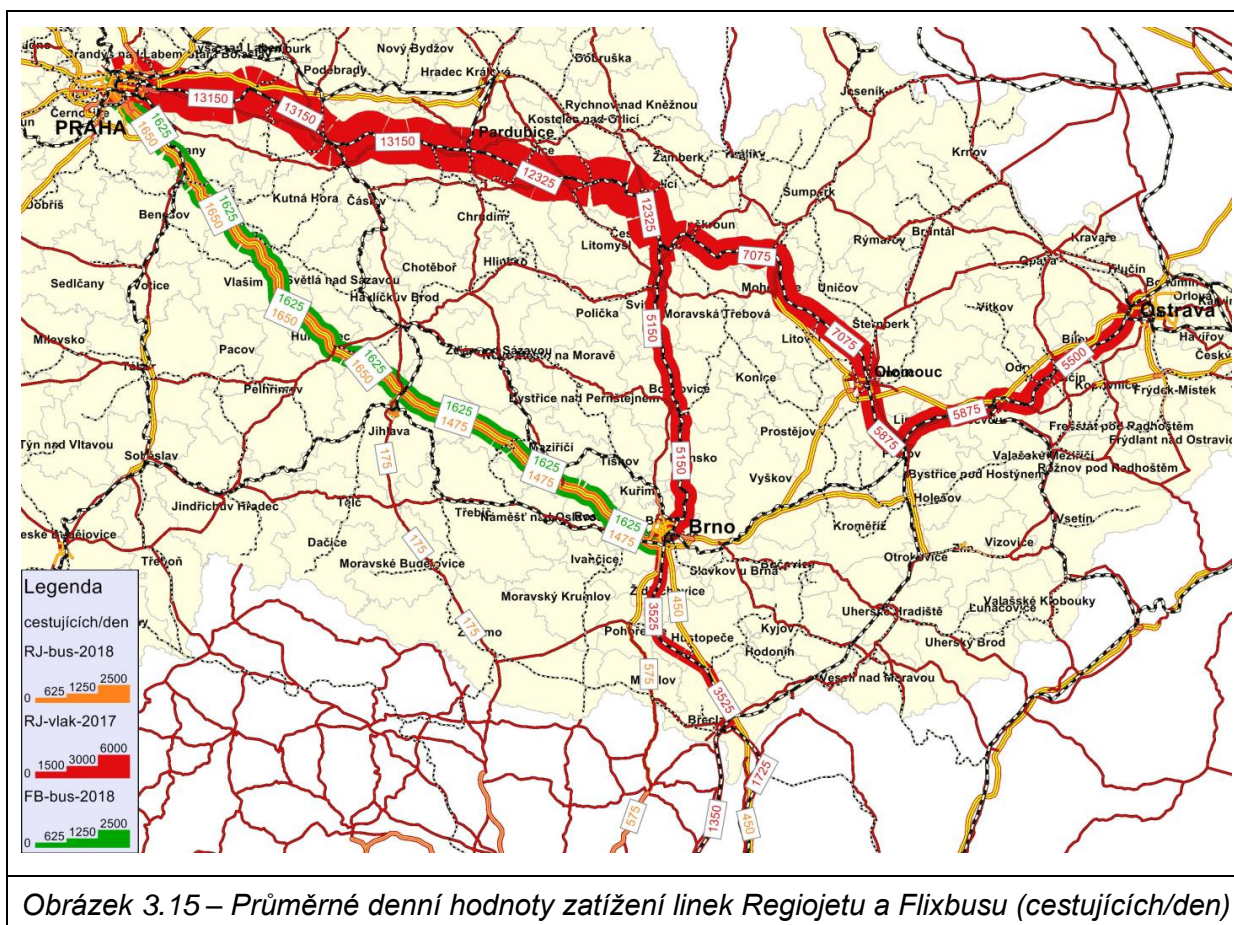 Nový Bydžov
Dobruška
Poděbrady
Hradec Králové
Jeseník
Rychnov nad Kněžnou
Kostelec nad Orlicí
PRAHA
13150
13150
13150
Pardubice
12325
12325
Žamberk
Králíky
Krnov
Šumperk
1625
1650
Dobříš
Benešov
Kutná Hora
Čáslav
Chrudim
Litomyšl
Rýmařov
Bruntál
Kravaře
Opava
Hlučín
Orlová
1625
1650
7075
Sedlčany
Votice
Vlašim
Světlá nad Sázavou
Chotěboř
Hlinsko
Havlíčkův Brod
Polička
Moravská Třebová
Uničov
Vítkov
Ostrava
Havířov
1625
1650
5150
7075
Šternberk
Milevsko
Pacov
Pelhřimov
1625
1650
Konice
Olomouc
5500
Frýdek-Místek
Bystřice nad Pernštejnem
1625
1475
5875
5875
Týn nad Vltavou
Jihlava
Prostějov
Frenštát pod Radhoštěm
Frýdlant nad Ostravicí
Valašské Meziříčí
Rožnov pod Radhoštěm
Soběslav
175
Meziříčí
1625
1475
Tišnov
5150
Vyškov
Bystřice pod Hostýnem
Holešov
Jindřichův Hradec
Telč
Třebíč
Náměšť nad Oslavou
Kuřim
Brno
Kroměříž
Vsetín
České Budějovice
Dačice
175
Moravské Budějovice
Ivančice
1625
1475
Slavkov u Brna
Bučovice
Otrokovice
Zlín
Vizovice
Třeboň
Moravský Krumlov
3525
450
Uherské Hradiště
Luhačovice
Valašské Klobouky
175
Znojmo
Pohořelice
Hustopeče
Kyjov
Hodonín
Uherský Brod
575
Mikulov
3525
Veselí nad Moravou
Břeclav
575
1350
1725
450
Legenda
cestujících/den
RJ-bus-2018
0 625 1250 2500
RJ-vlak-2017
0 1500 3000 6000
FB-bus-2018
0 625 1250 2500
Obrázek 3.15 – Průměrné denní hodnoty zatížení linek Regiojetu a Flixbusu (cestujících/den)